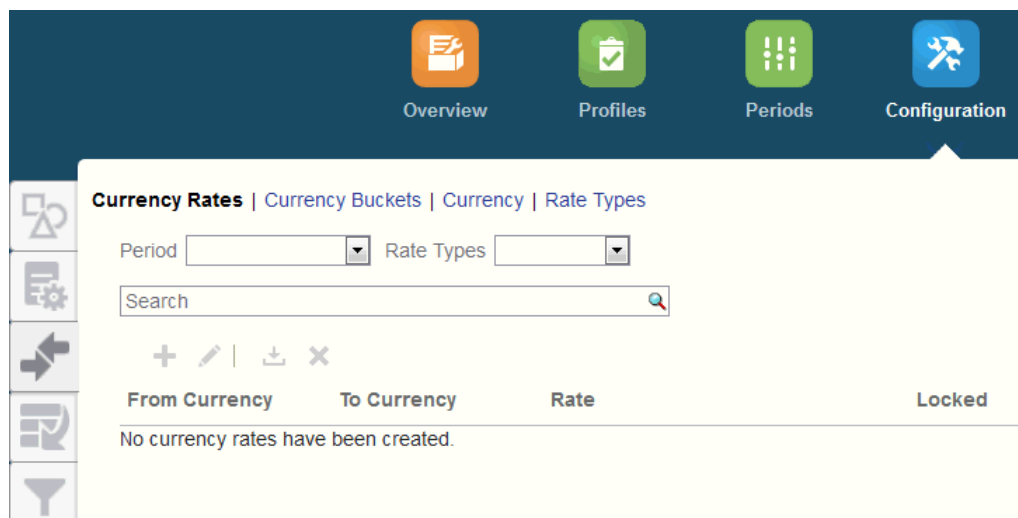 Overview Profiles Periods Configuration
Currency Rates | Currency Buckets | Currency | Rate Types
Period Rate Types
Search
From Currency To Currency Rate Locked
No currency rates have been created.